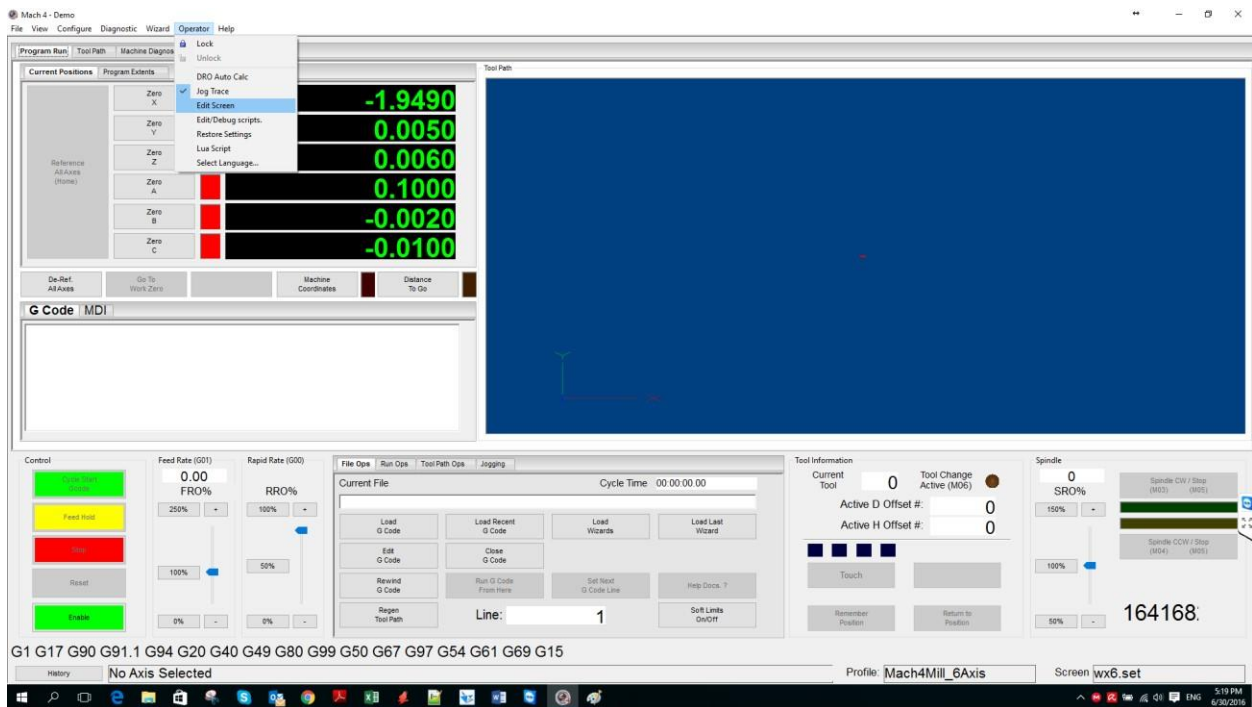 Mach 4 - Demo
File View Configure Diagnostic Wizard Operator Help
Program Run Tool Path Machine Diagnos
Lock
Unlock
DRO Auto Calc
Jog Trace
Edit Screen
Edit/Debug scripts.
Restore Settings
Lua Script
Select Language...
Current Positions Program Extents
Reference
All Axes
(Home)
Zero
X
-1.9490
Zero
Y
0.0050
Zero
Z
0.0060
Zero
A
0.1000
Zero
B
-0.0020
Zero
C
-0.0100
De-Ref.
All Axes
Go To
Work Zero
Machine
Coordinates
Distance
To Go
Tool Path
G Code MDI
Control
Cycle Start
Feed Hold
Stop
Reset
Enable
Feed Rate (G01)
0.00
FRO%
250% +
100%
0% -
Rapid Rate (G00)
RRO%
100% +
50%
0% -
File Ops Run Ops Tool Path Ops Jogging
Current File Cycle Time 00:00:00.00
Load
G Code
Load Recent
G Code
Load
Wizards
Load Last
Wizard
Edit
G Code
Close
G Code
Rewind
G Code
Run G Code
From Here
Set Next
G Code Line
Help Docs. ?
Regen
Tool Path
Line: 1
Soft Limits
On/Off
Tool Information
Current
Tool
0
Tool Change
Active (M06)
Active D Offset #: 0
Active H Offset #: 0
Touch
Remember
Position
Return to
Position
Spindle
0
SRO%
150% +
100%
50% -
Spindle CW / Stop
(M03) (M05)
Spindle CCW / Stop
(M04) (M05)
164168
G1 G17 G90 G91.1 G94 G20 G40 G49 G80 G99 G50 G67 G97 G54 G61 G69 G15
History No Axis Selected
Profile: Mach4Mill_6Axis
Screen wx6.set
ENG
5:19 PM
6/30/2016